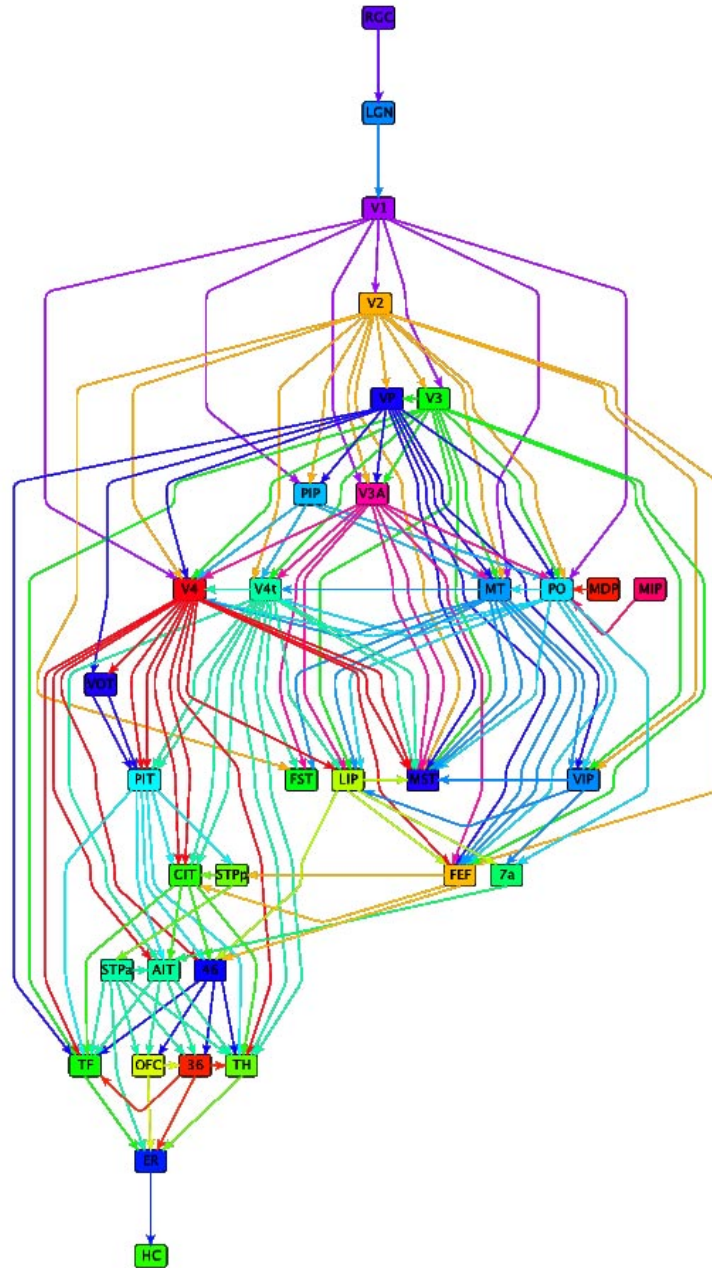 RGC
LGN
V1
V2
VP V3
PIP V3A
V4 V4t MT PO MDP MIP
VOT
PIT FST LIP MST VIP
CIT STPp FEF 7a
STPa AIT 46
TF OFC 36 TH
ER
HC